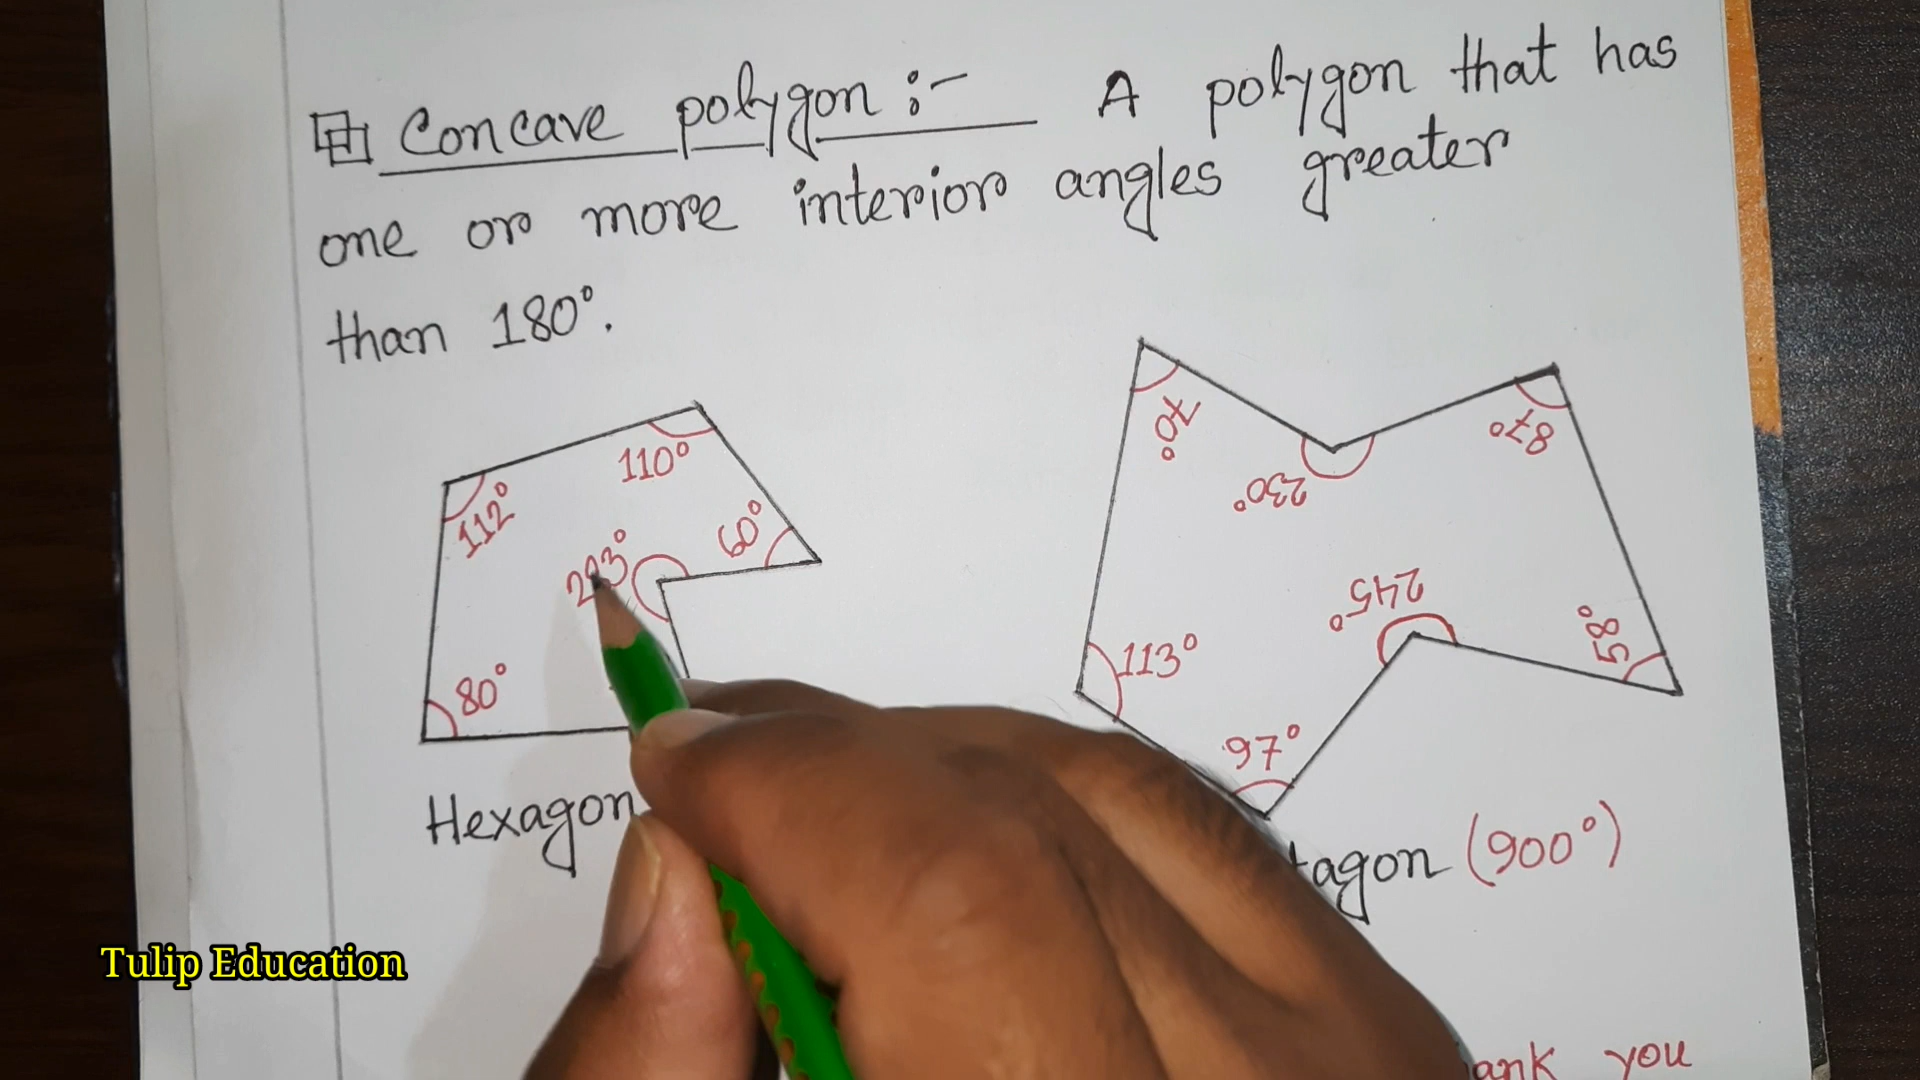 Concave polygon :- A polygon that has
one or more interior angles greater
than 180°.
110°
112°
60°
80°
70°
87°
230°
245°
58°
113°
97°
Hexagon
tagon (900°)
Tulip Education
ank you